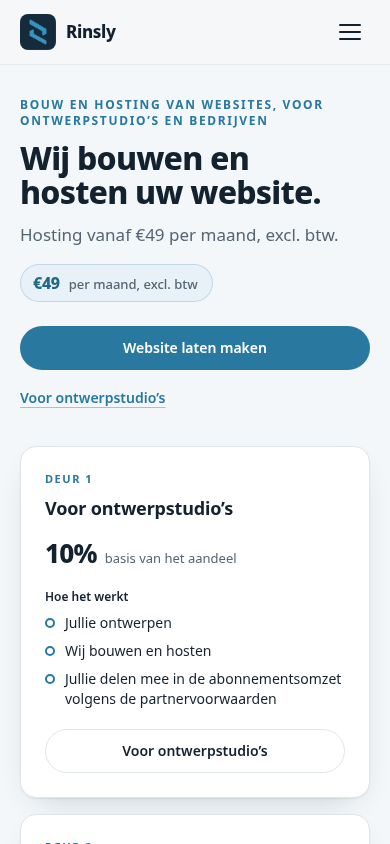 Rinsly
BOUW EN HOSTING VAN WEBSITES, VOOR
ONTWERPSTUDIO’S EN BEDRIJVEN
Wij bouwen en
hosten uw website.
Hosting vanaf €49 per maand, excl. btw.
€49 per maand, excl. btw
Website laten maken
Voor ontwerpstudio’s
DEUR 1
Voor ontwerpstudio’s
10% basis van het aandeel
Hoe het werkt
Jullie ontwerpen
Wij bouwen en hosten
Jullie delen mee in de abonnementsomzet
volgens de partnervoorwaarden
Voor ontwerpstudio’s